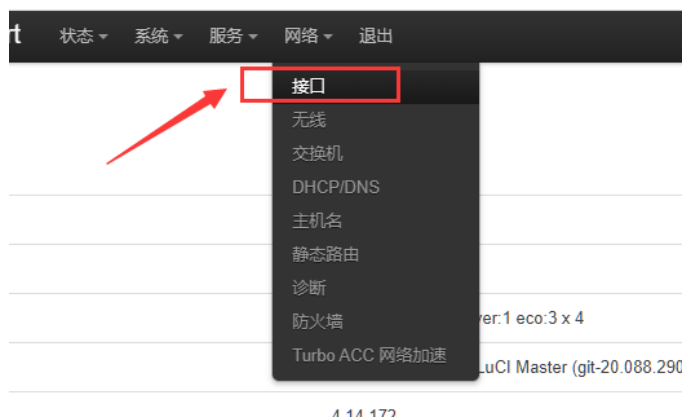 rt 状态 系统 服务 网络 退出
接口
无线
交换机
DHCP/DNS
主机名
静态路由
诊断
防火墙
ver:1 eco:3 x 4
Turbo ACC 网络加速
LuCI Master (git-20.088.290
4.14.172